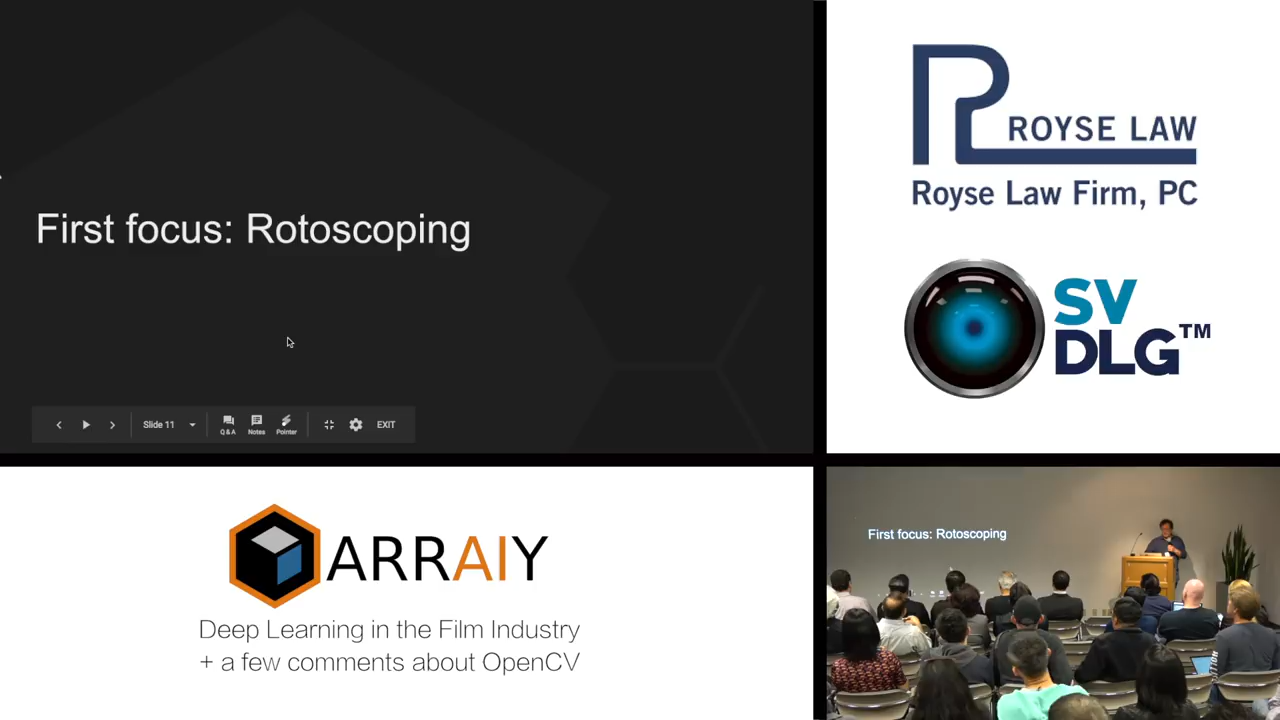 First focus: Rotoscoping
Slide 11
Q&A
Notes
Pointer
EXIT
ROYSE LAW
Royse Law Firm, PC
SV
DLG™
ARRAIY
Deep Learning in the Film Industry
+ a few comments about OpenCV
First focus: Rotoscoping